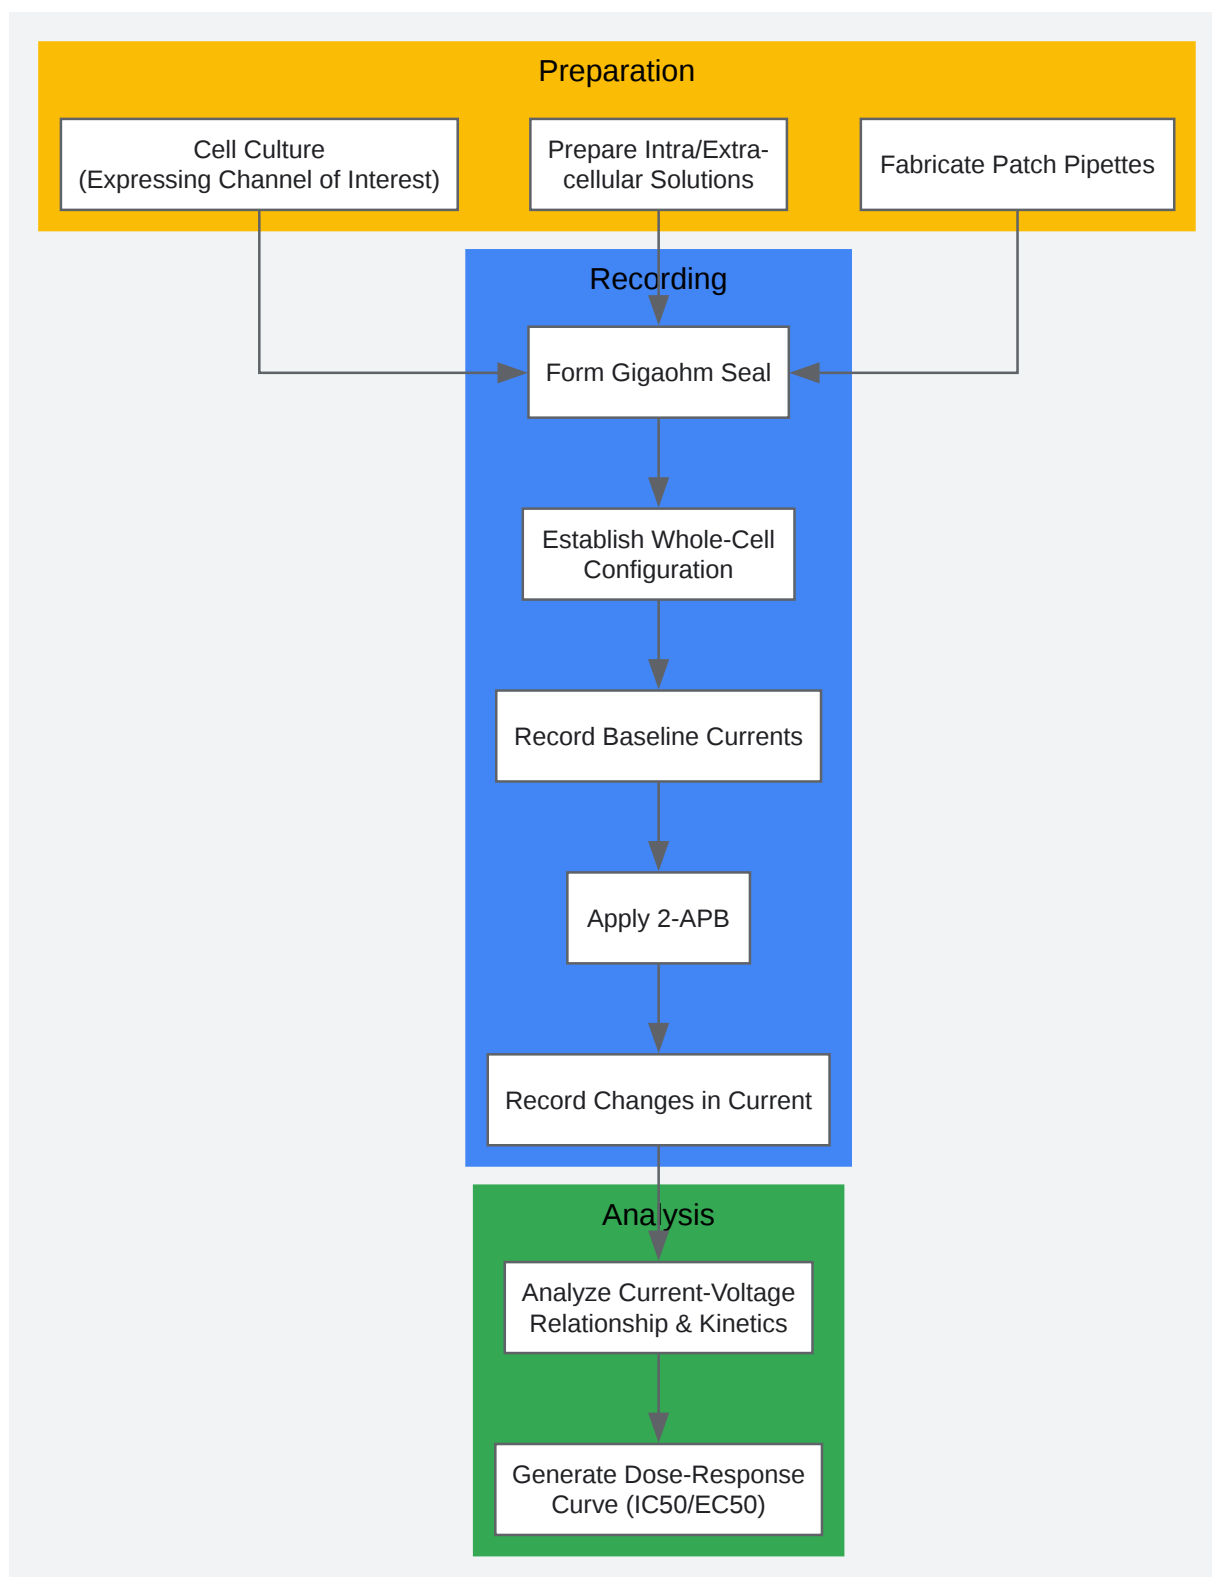 Preparation
Cell Culture
(Expressing Channel of Interest)
Prepare Intra/Extra-
cellular Solutions
Fabricate Patch Pipettes
Recording
Form Gigaohm Seal
Establish Whole-Cell
Configuration
Record Baseline Currents
Apply 2-APB
Record Changes in Current
Analysis
Analyze Current-Voltage
Relationship & Kinetics
Generate Dose-Response
Curve (IC50/EC50)